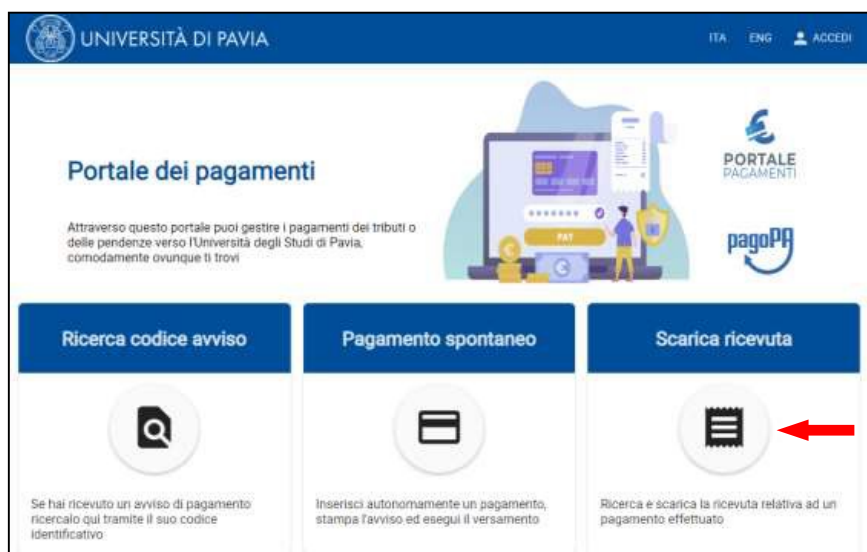 UNIVERSITÀ DI PAVIA
ITA ENG ACCEDI
Portale dei pagamenti
Attraverso questo portale puoi gestire i pagamenti dei tributi o
delle pendenze verso l'Università degli Studi di Pavia,
comodamente ovunque ti trovi
PAY
PORTALE
PAGAMENTI
pagoPA
Ricerca codice avviso
Pagamento spontaneo
Scarica ricevuta
Se hai ricevuto un avviso di pagamento
ricercalo qui tramite il suo codice
identificativo
Inserisci autonomamente un pagamento,
stampa l'avviso ed esegui il versamento
Ricerca e scarica la ricevuta relativa ad un
pagamento effettuato